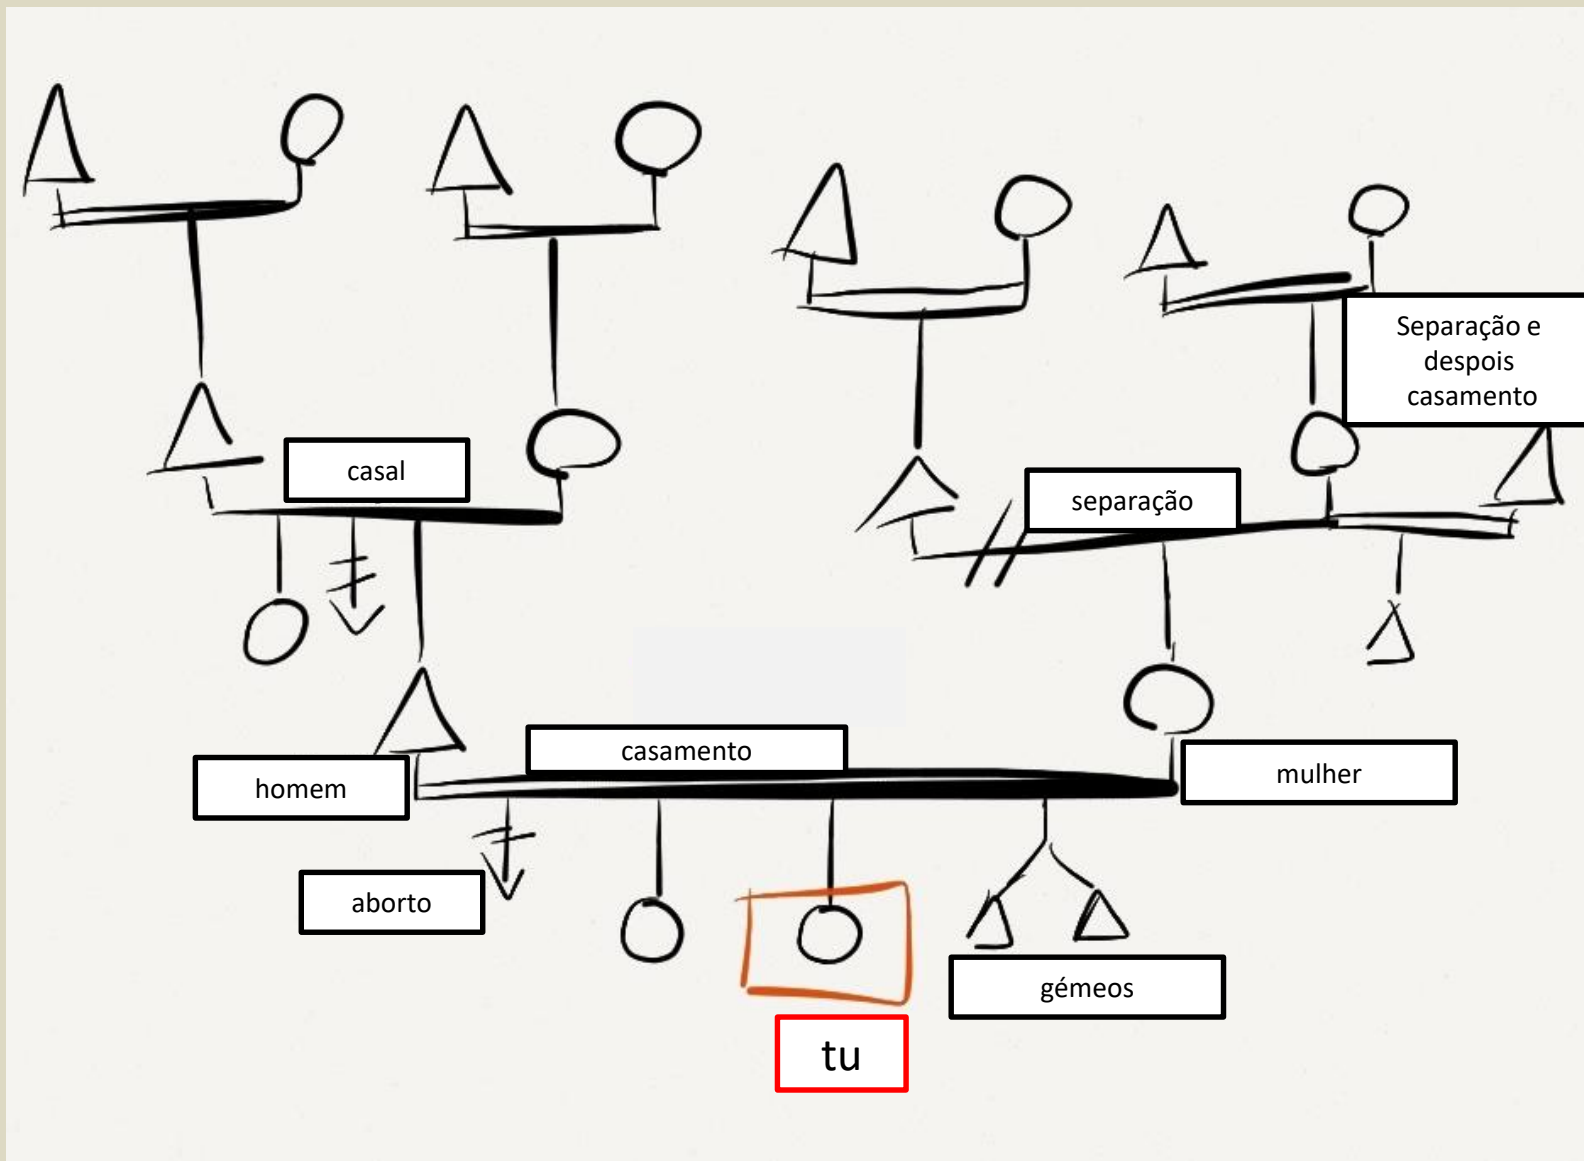 Separação e
despois
casamento
casal
separação
casamento
homem
mulher
aborto
gémeos
tu